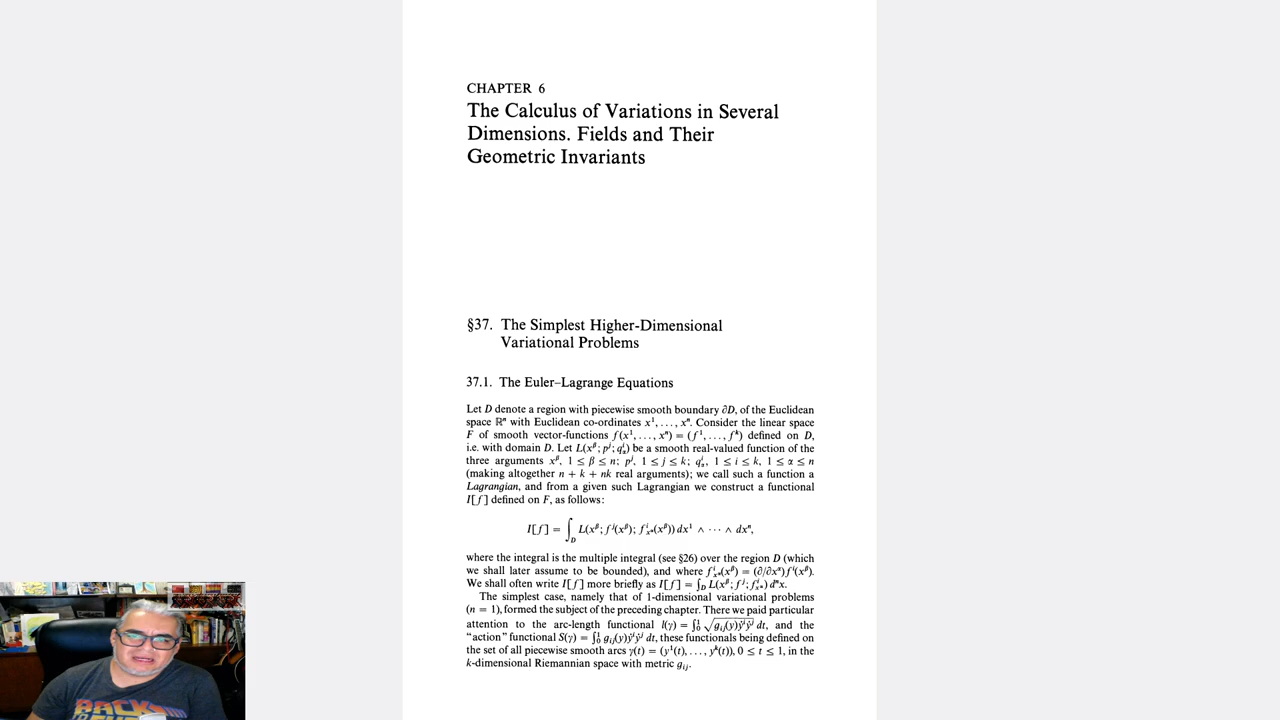 CHAPTER 6
The Calculus of Variations in Several
Dimensions. Fields and Their
Geometric Invariants
§37. The Simplest Higher-Dimensional
Variational Problems
37.1. The Euler–Lagrange Equations
Let D denote a region with piecewise smooth boundary ∂D, of the Euclidean
space ℝⁿ with Euclidean co-ordinates x¹, . . . , xⁿ. Consider the linear space
F of smooth vector-functions f(x¹, . . . , xⁿ) = (f¹, . . . , fᵏ) defined on D,
i.e. with domain D. Let L(x^β; p^j; q^i_α) be a smooth real-valued function of the
three arguments x^β, 1 ≤ β ≤ n; p^j, 1 ≤ j ≤ k; q^i_α, 1 ≤ i ≤ k, 1 ≤ α ≤ n
(making altogether n + k + nk real arguments); we call such a function a
Lagrangian, and from a given such Lagrangian we construct a functional
I[f] defined on F, as follows:
I[f] = ∫_D L(x^β; f^j(x^β); f^i_{x^α}(x^β)) dx¹ ∧ ··· ∧ dxⁿ,
where the integral is the multiple integral (see §26) over the region D (which
we shall later assume to be bounded), and where f^i_{x^α}(x^β) = (∂/∂x^α)f^i(x^β).
We shall often write I[f] more briefly as I[f] = ∫_D L(x^β; f^j; f^i_{x^α}) dⁿx.
The simplest case, namely that of 1-dimensional variational problems
(n = 1), formed the subject of the preceding chapter. There we paid particular
attention to the arc-length functional l(γ) = ∫₀¹ √(g_{ij}(y)ẏ^iẏ^j) dt, and the
“action” functional S(γ) = ∫₀¹ g_{ij}(y)ẏ^iẏ^j dt, these functionals being defined on
the set of all piecewise smooth arcs γ(t) = (y¹(t), . . . , yᵏ(t)), 0 ≤ t ≤ 1, in the
k-dimensional Riemannian space with metric g_{ij}.
BACK